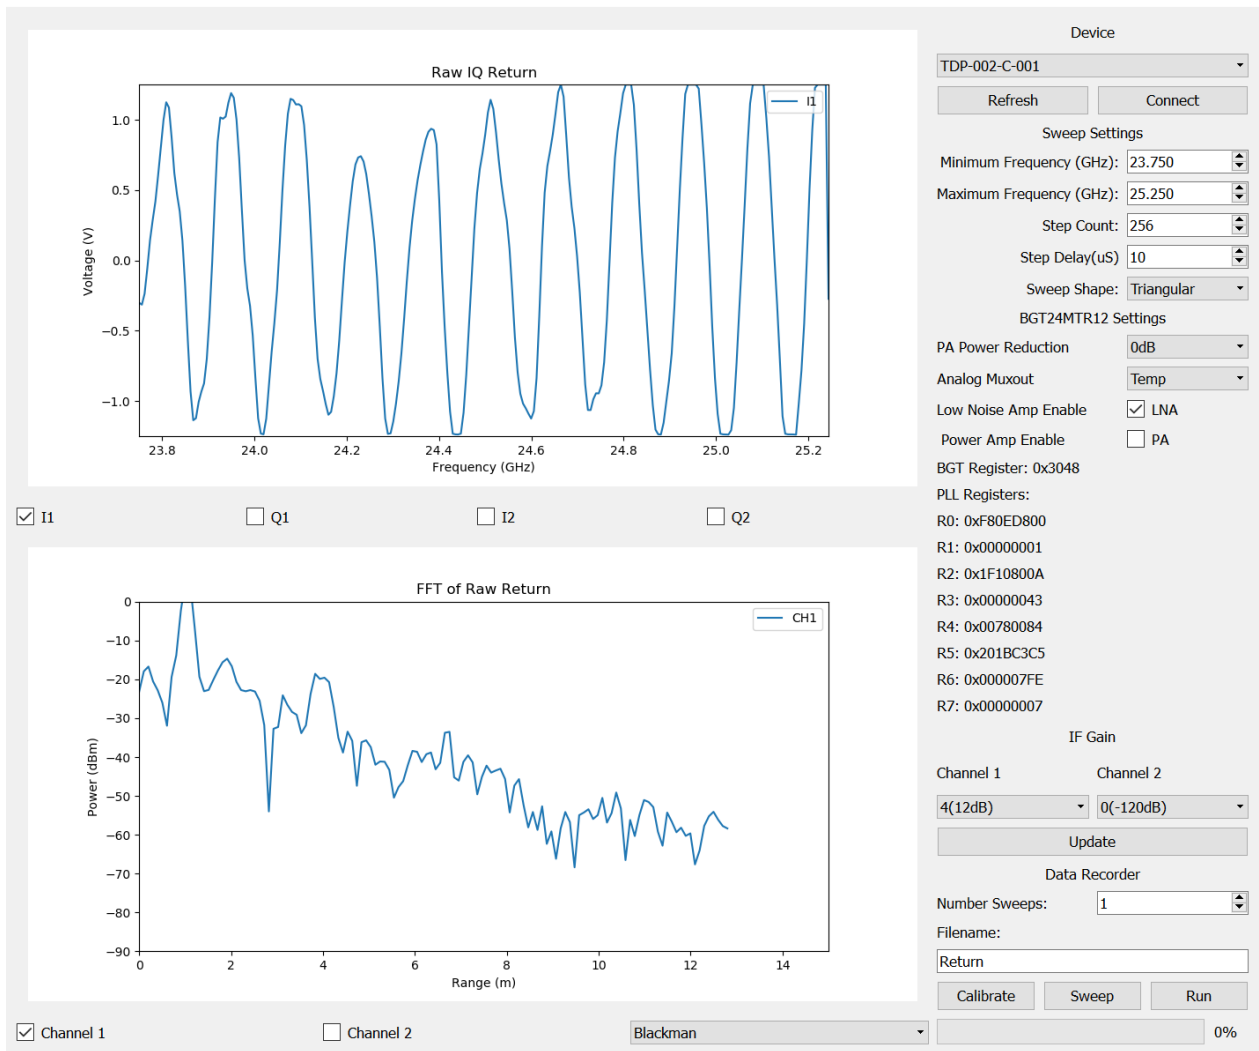 Raw IQ Return
I1
1.0
0.5
0.0
−0.5
−1.0
Voltage (V)
23.8 24.0 24.2 24.4 24.6 24.8 25.0 25.2
Frequency (GHz)
I1 Q1 I2 Q2
FFT of Raw Return
CH1
0
−10
−20
−30
−40
−50
−60
−70
−80
−90
Power (dBm)
0 2 4 6 8 10 12 14
Range (m)
Channel 1 Channel 2 Blackman
Device
TDP-002-C-001
Refresh Connect
Sweep Settings
Minimum Frequency (GHz): 23.750
Maximum Frequency (GHz): 25.250
Step Count: 256
Step Delay(uS) 10
Sweep Shape: Triangular
BGT24MTR12 Settings
PA Power Reduction 0dB
Analog Muxout Temp
Low Noise Amp Enable LNA
Power Amp Enable PA
BGT Register: 0x3048
PLL Registers:
R0: 0xF80ED800
R1: 0x00000001
R2: 0x1F10800A
R3: 0x00000043
R4: 0x00780084
R5: 0x201BC3C5
R6: 0x000007FE
R7: 0x00000007
IF Gain
Channel 1 Channel 2
4(12dB) 0(-120dB)
Update
Data Recorder
Number Sweeps: 1
Filename:
Return
Calibrate Sweep Run
0%